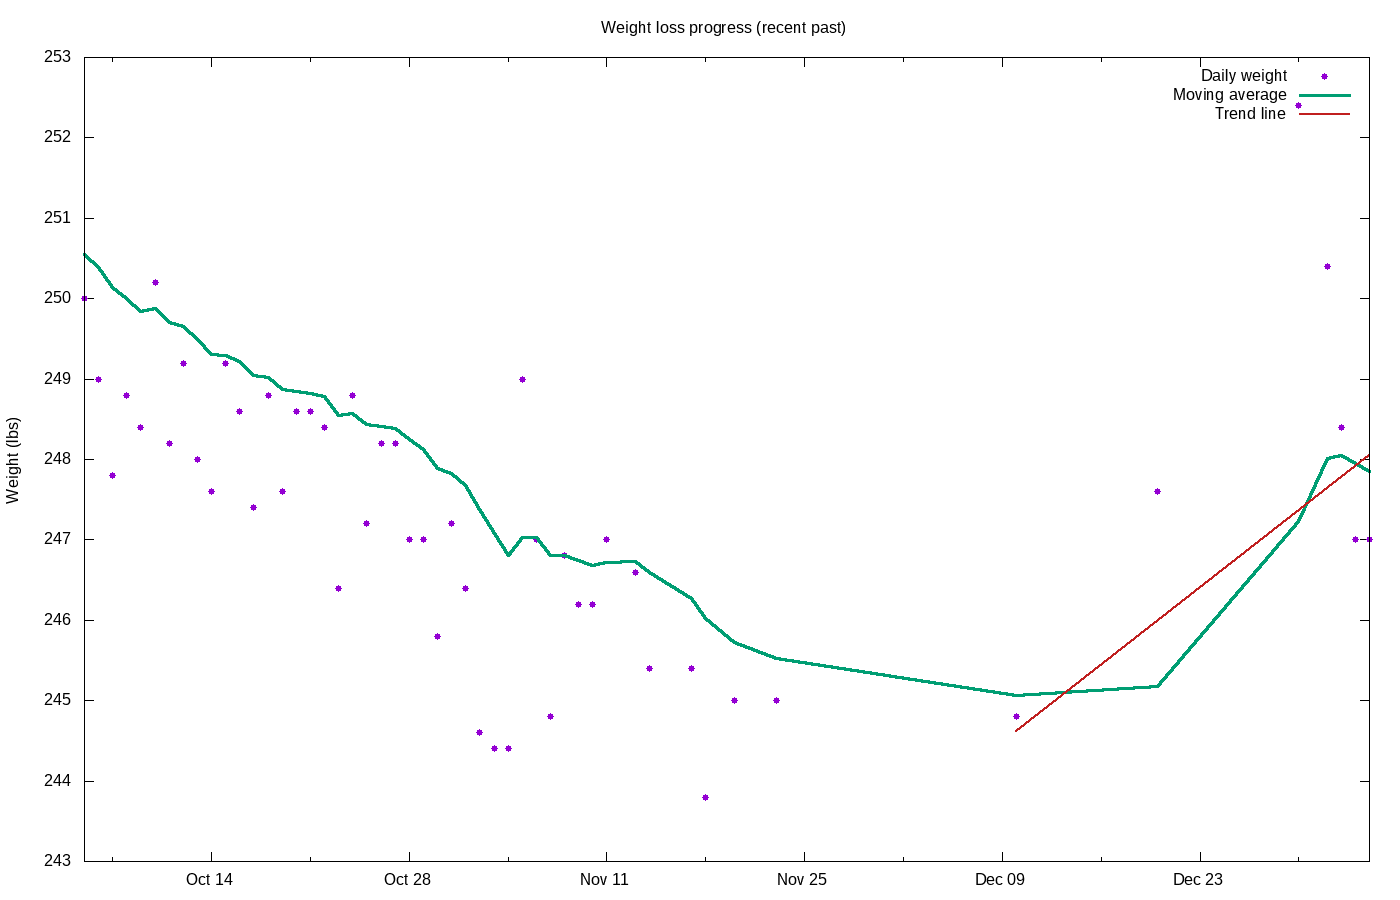 Weight loss progress (recent past)
253
252
251
250
249
248
247
246
245
244
243
Weight (lbs)
Daily weight
Moving average
Trend line
Oct 14 Oct 28 Nov 11 Nov 25 Dec 09 Dec 23